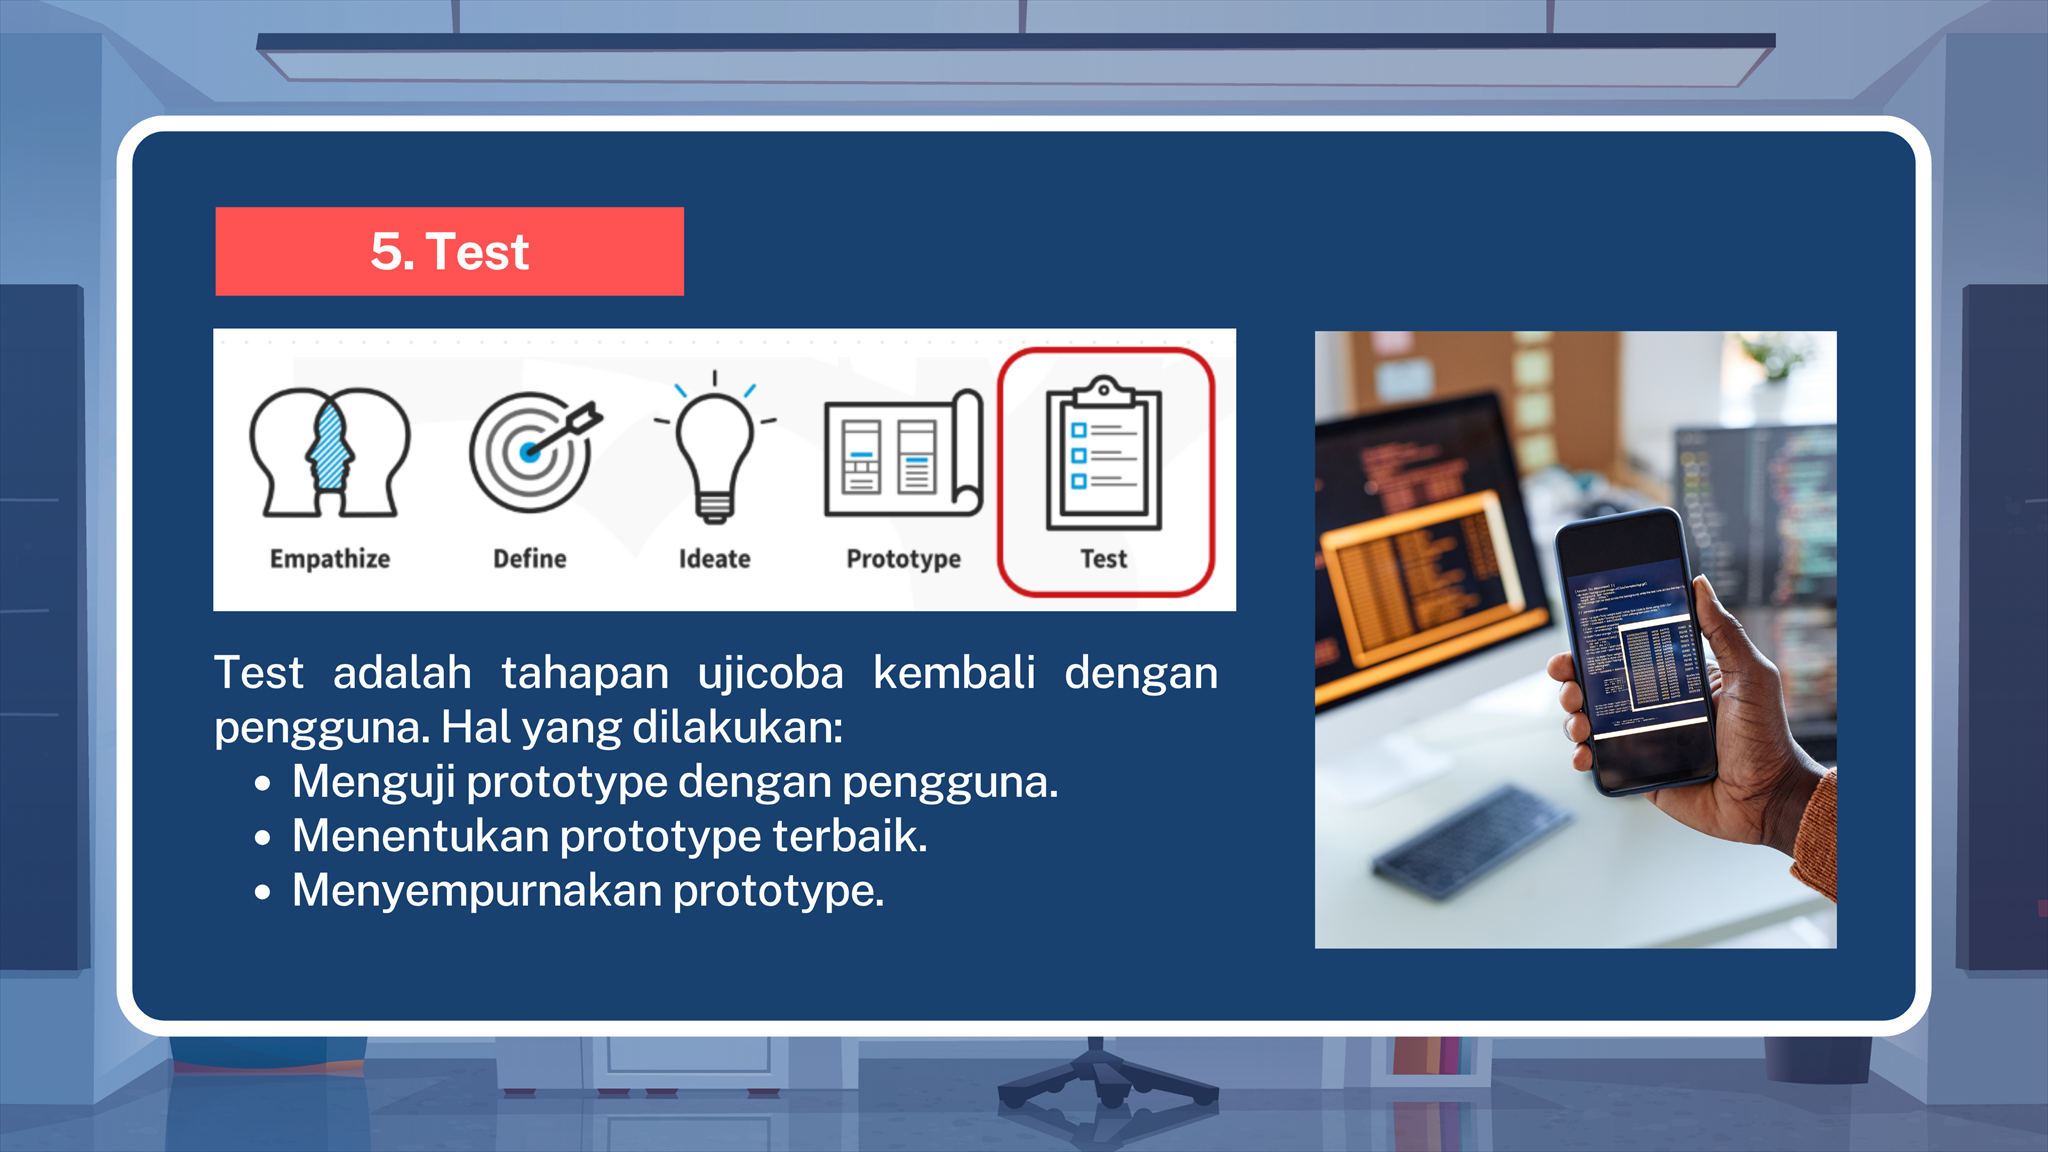 5. Test
Empathize
Define
Ideate
Prototype
Test
Test adalah tahapan ujicoba kembali dengan
pengguna. Hal yang dilakukan:
• Menguji prototype dengan pengguna.
• Menentukan prototype terbaik.
• Menyempurnakan prototype.